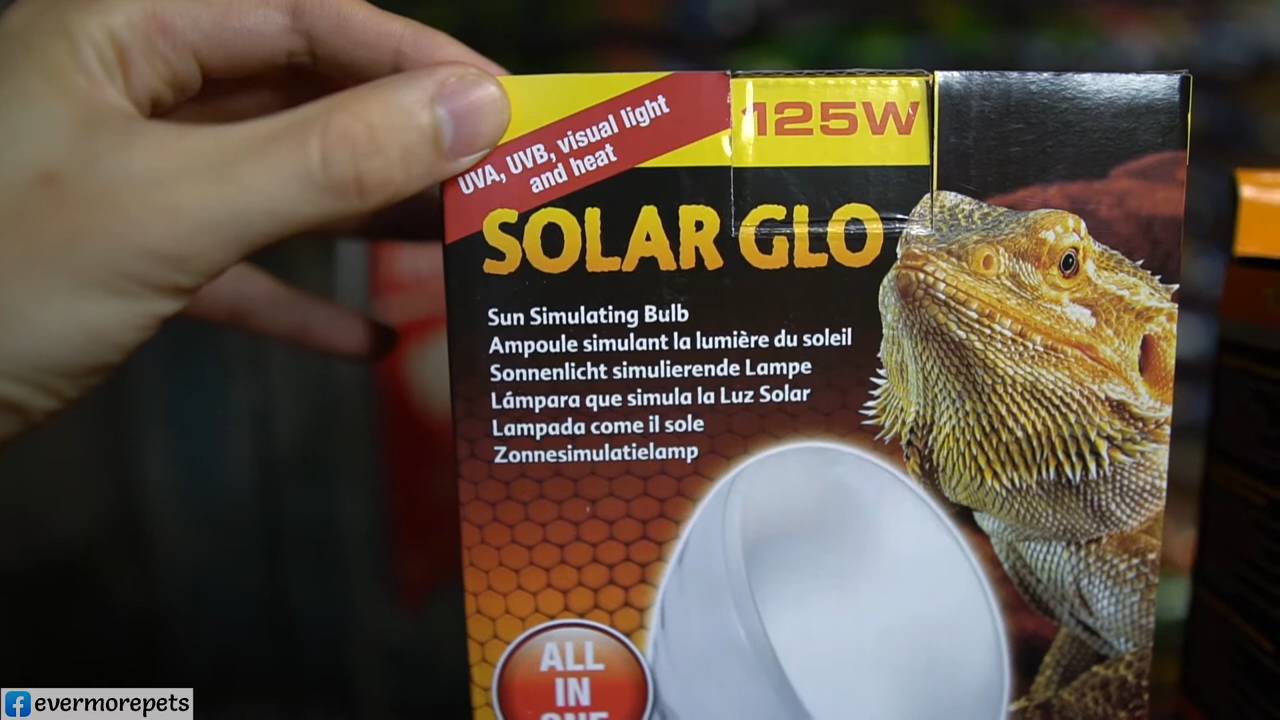 UVA, UVB, visual light
and heat
125W
SOLAR GLO
Sun Simulating Bulb
Ampoule simulant la lumière du soleil
Sonnenlicht simulierende Lampe
Lámpara que simula la Luz Solar
Lampada come il sole
Zonnesimulatielamp
ALL
IN
ONE
evermorepets